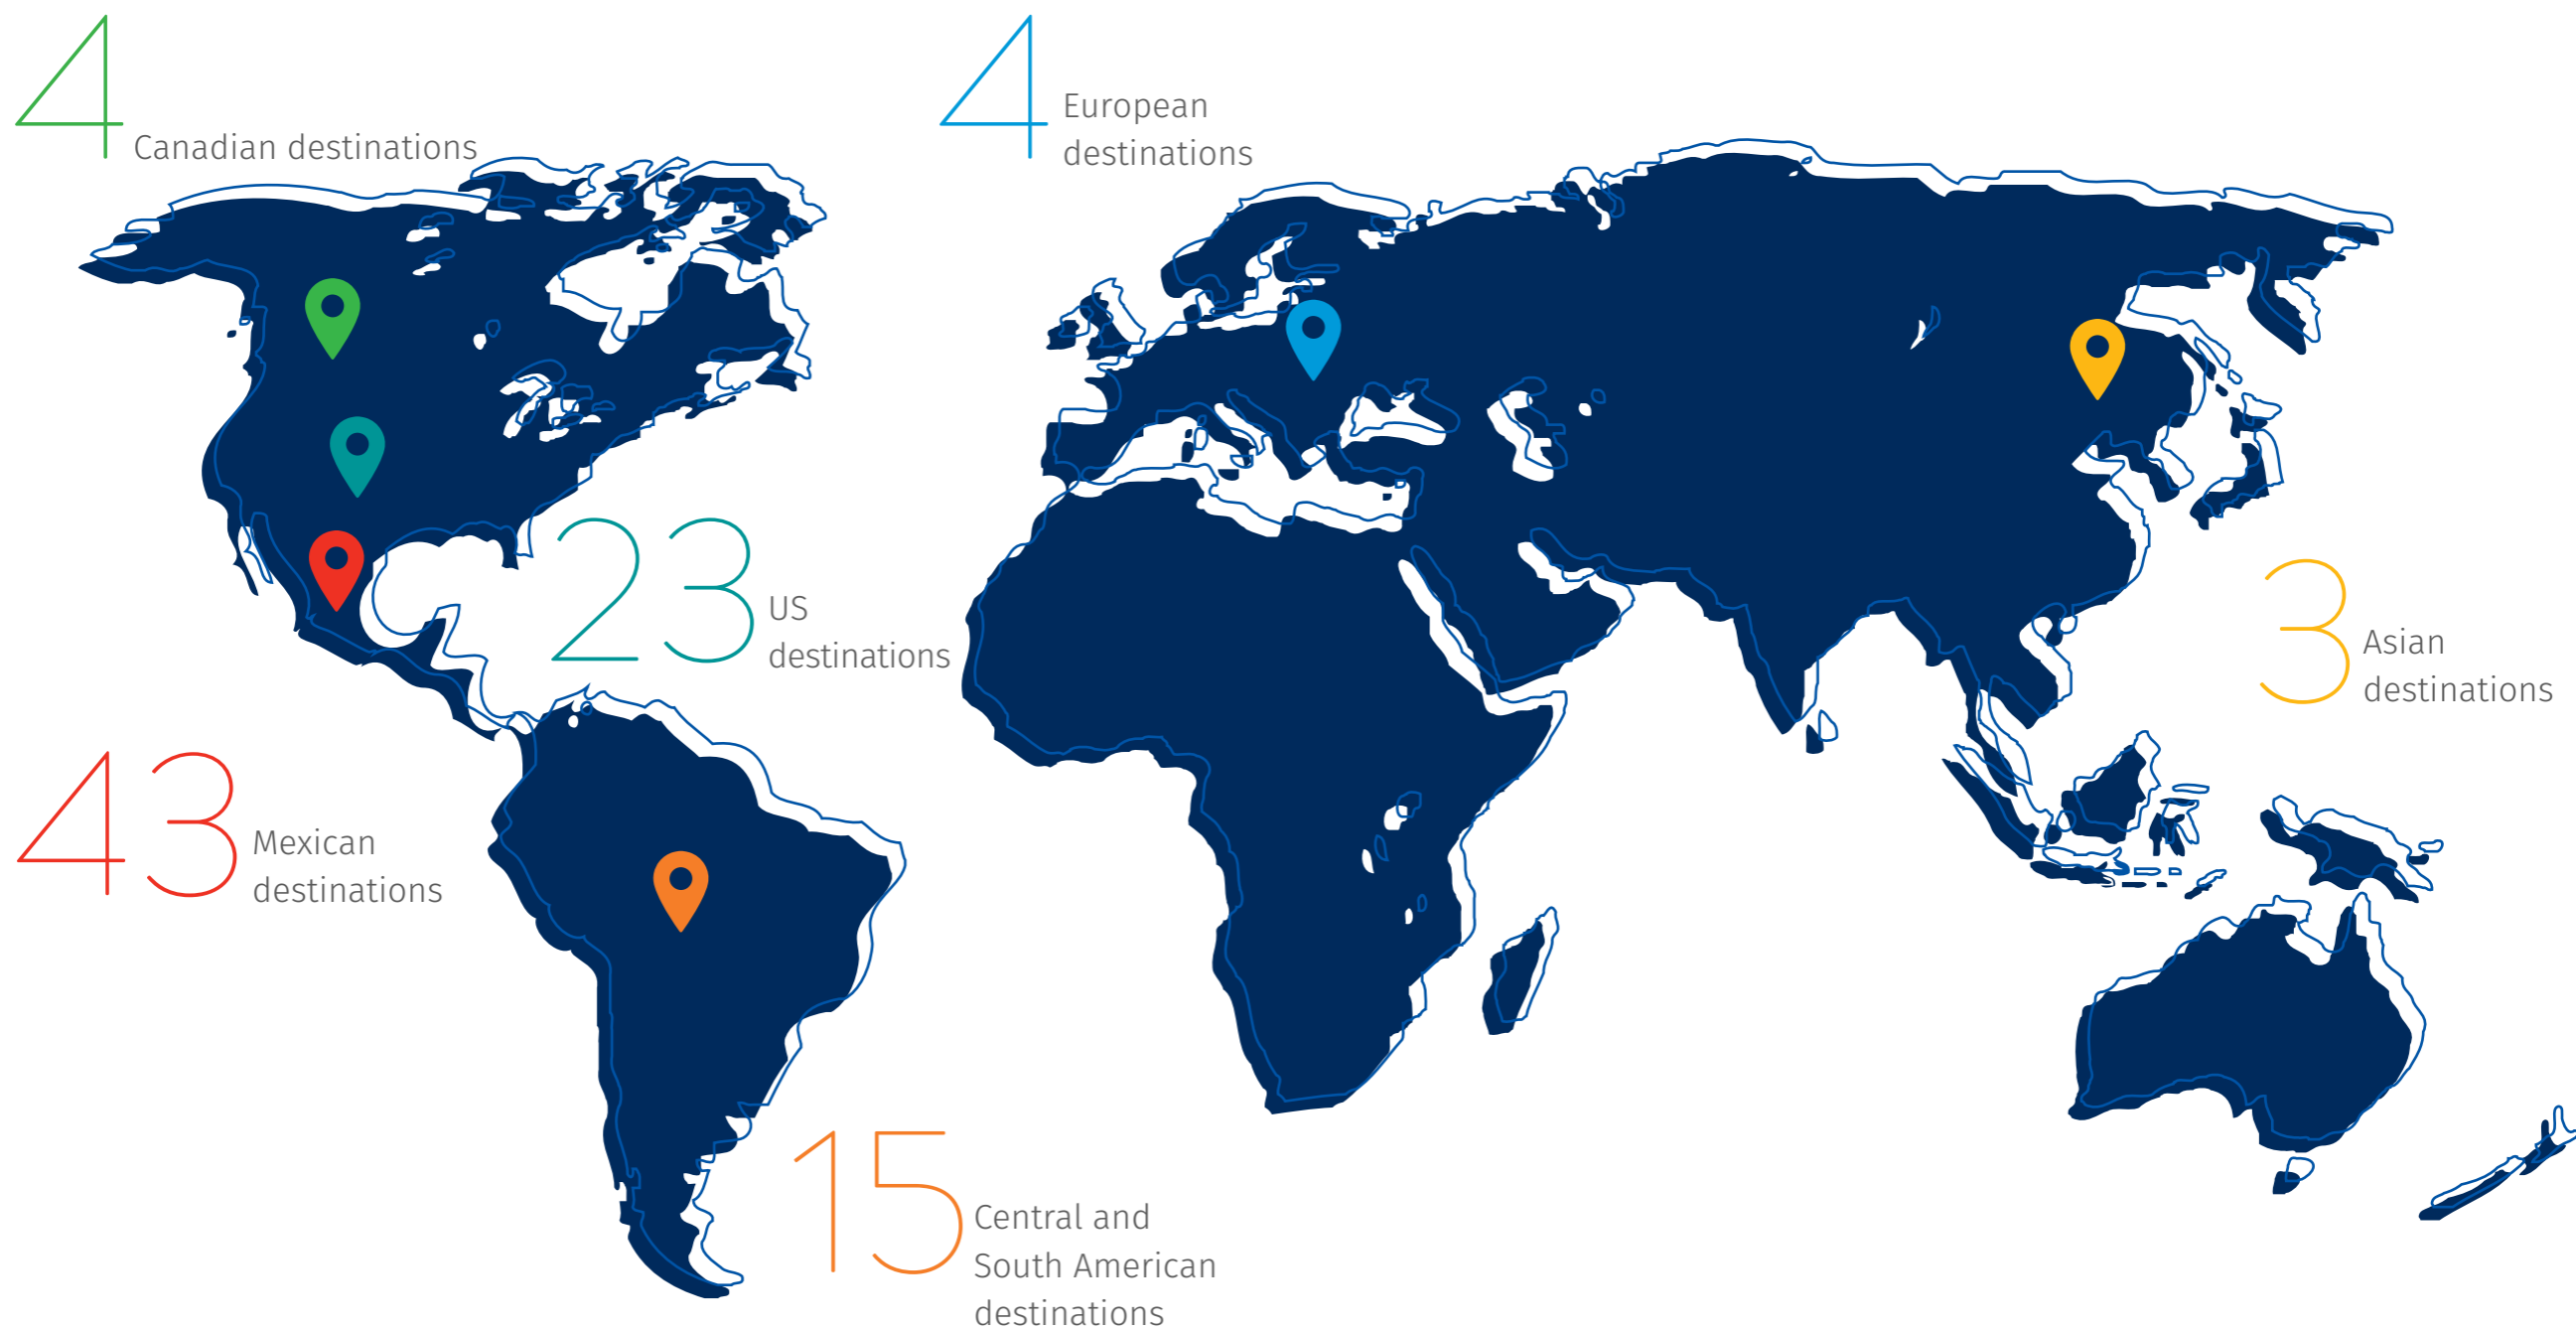 4
Canadian destinations
4
European
destinations
23
US
destinations
3
Asian
destinations
43
Mexican
destinations
15
Central and
South American
destinations